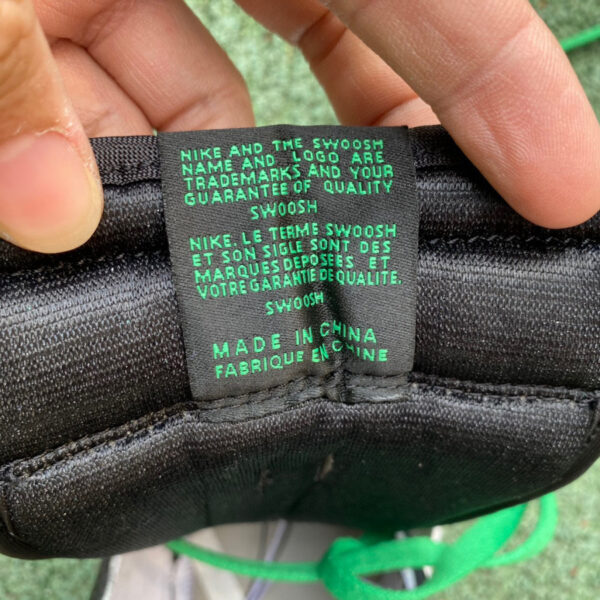 NIKE AND THE SWOOSH
NAME AND LOGO ARE
TRADEMARKS AND YOUR
GUARANTEE OF QUALITY
SWOOSH
NIKE, LE TERME SWOOSH
ET SON SIGLE SONT DES
MARQUES DEPOSEES ET
VOTRE GARANTIE DE QUALITE.
SWOOSH
MADE IN CHINA
FABRIQUE EN CHINE